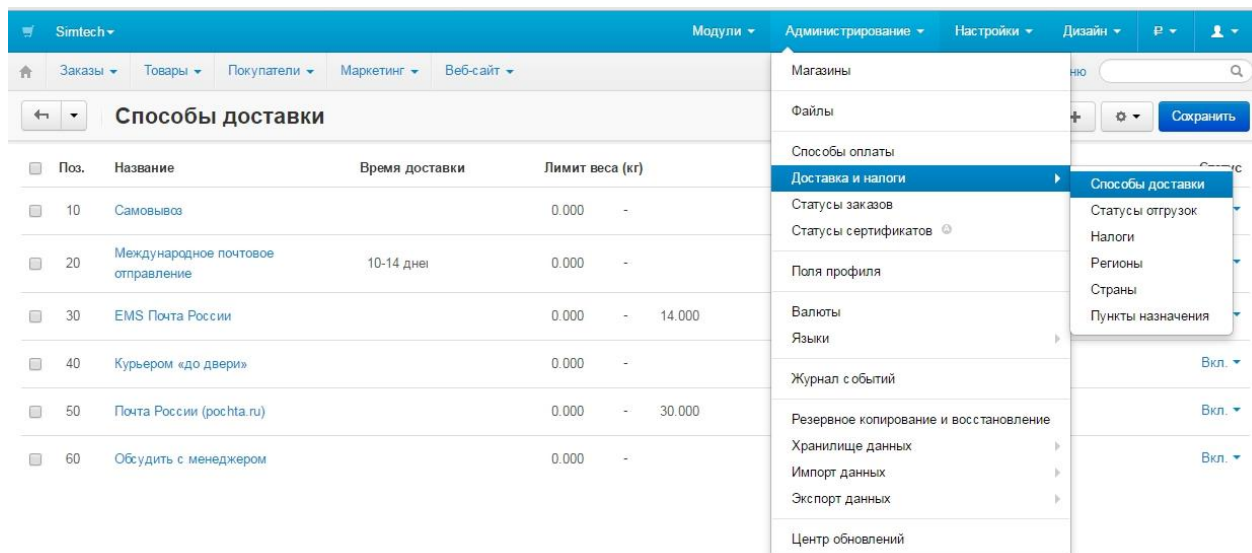 Simtech
Модули
Администрирование
Настройки
Дизайн
₽
Заказы
Товары
Покупатели
Маркетинг
Веб-сайт
Способы доставки
Сохранить
Поз.
Название
Время доставки
Лимит веса (кг)
10
Самовывоз
0.000 -
20
Международное почтовое
отправление
10-14 дней
0.000 -
30
EMS Почта России
0.000 - 14.000
40
Курьером «до двери»
0.000 -
Вкл.
50
Почта России (pochta.ru)
0.000 - 30.000
Вкл.
60
Обсудить с менеджером
0.000 -
Вкл.
Магазины
Файлы
Способы оплаты
Доставка и налоги
Статусы заказов
Статусы сертификатов
Поля профиля
Валюты
Языки
Журнал событий
Резервное копирование и восстановление
Хранилище данных
Импорт данных
Экспорт данных
Центр обновлений
Способы доставки
Статусы отгрузок
Налоги
Регионы
Страны
Пункты назначения